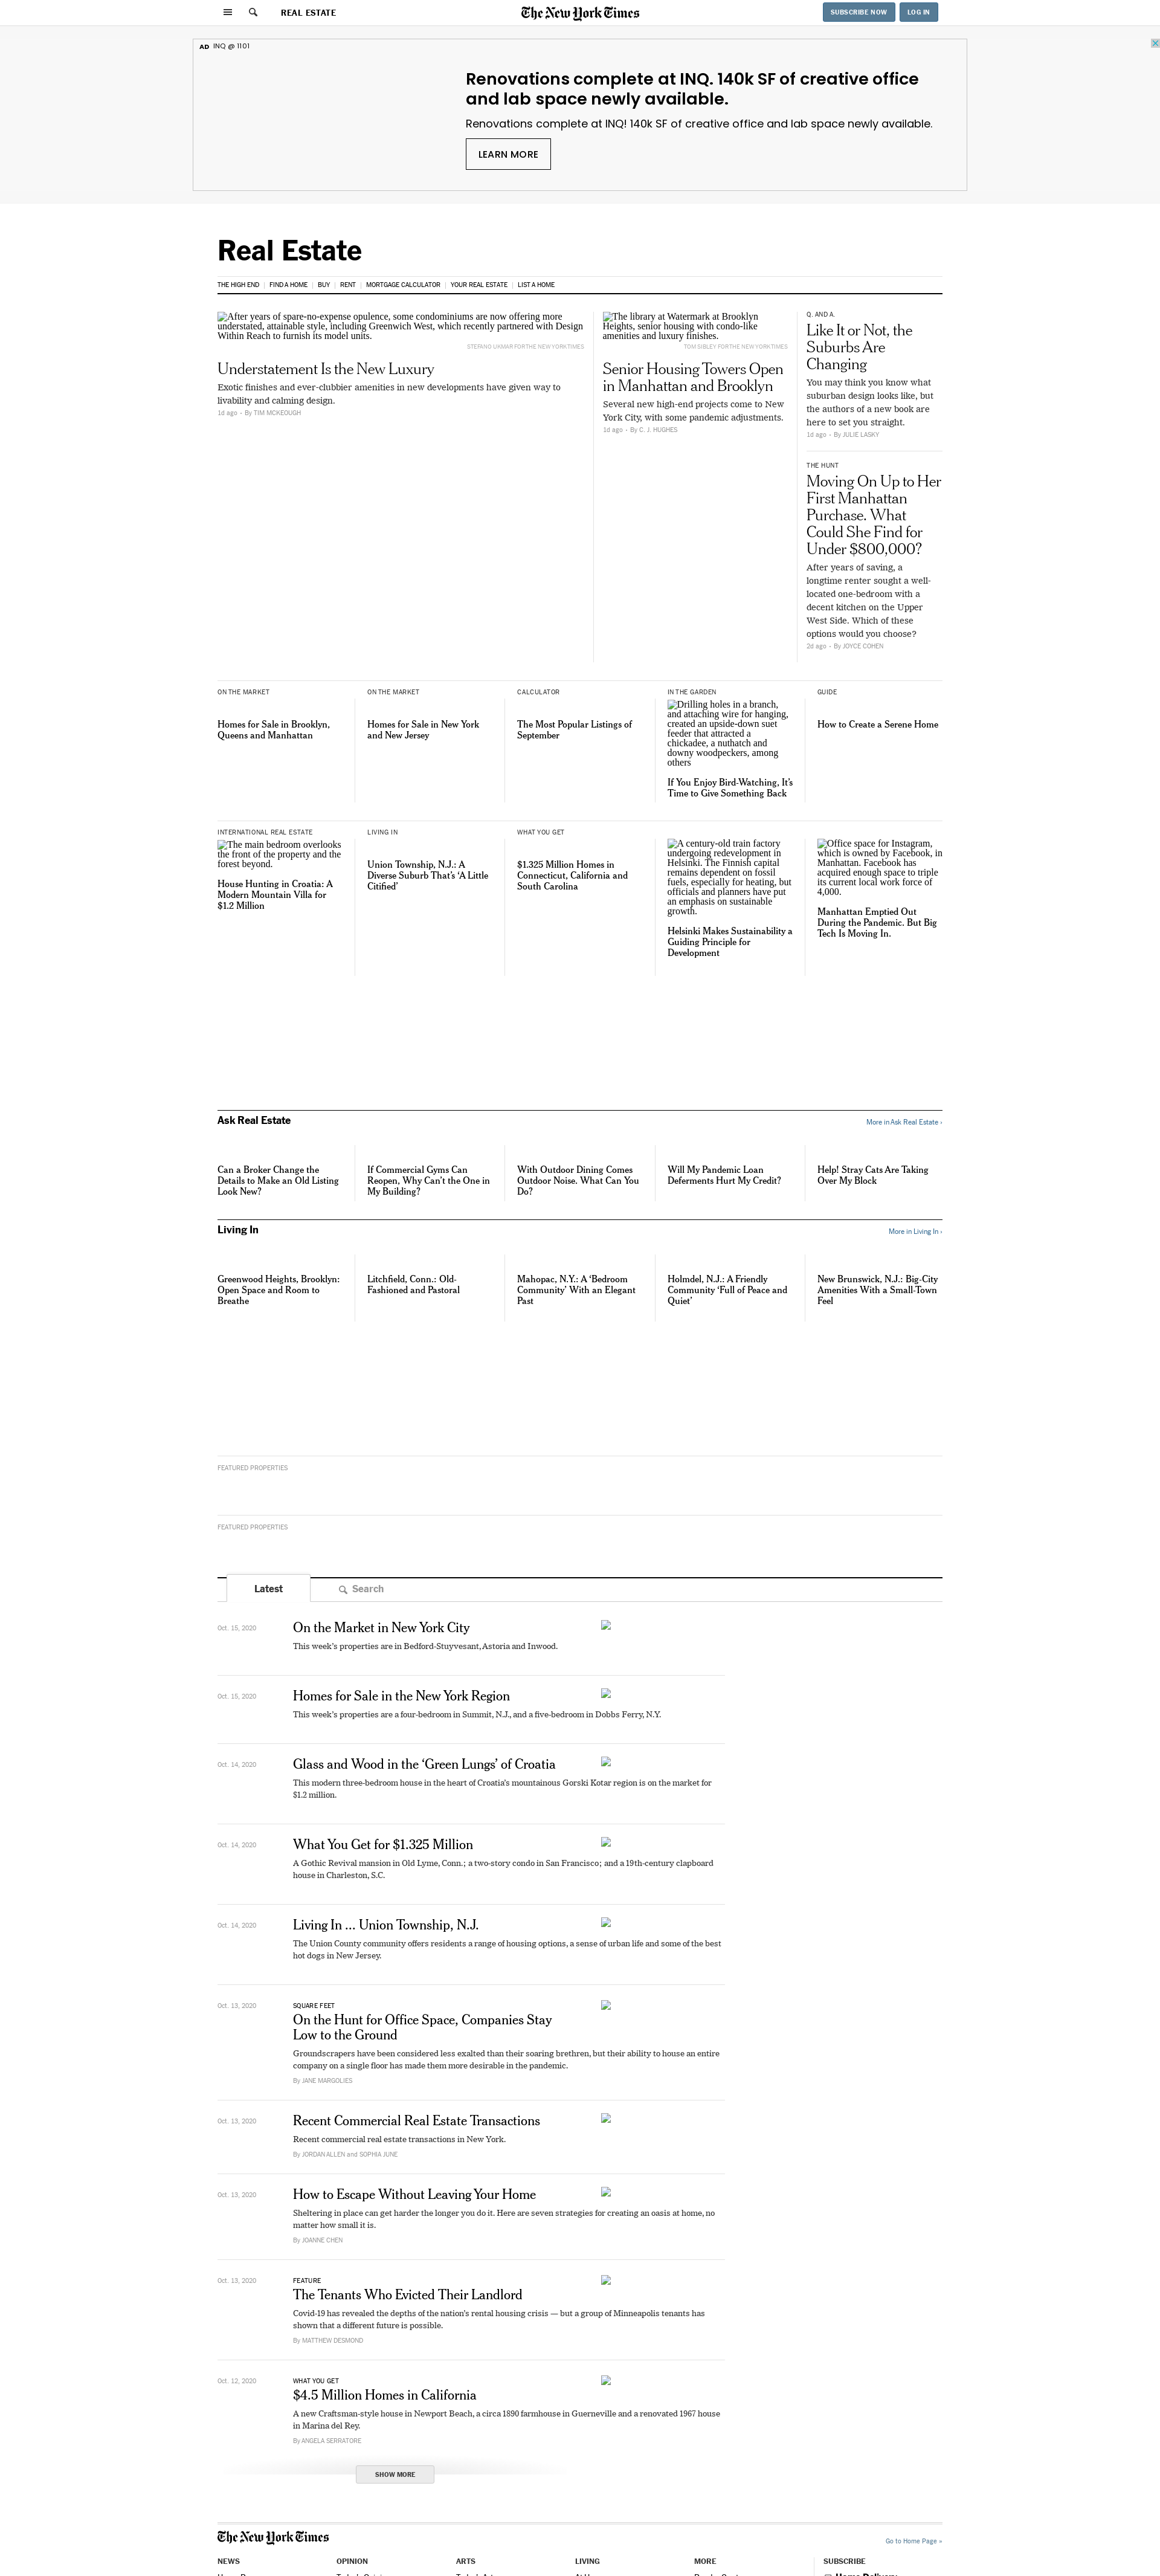 REAL ESTATE
The New York Times
SUBSCRIBE NOW
LOG IN
AD INQ @ 1101
Renovations complete at INQ. 140k SF of creative office
and lab space newly available.
Renovations complete at INQ! 140k SF of creative office and lab space newly available.
LEARN MORE
Real Estate
THE HIGH END
FIND A HOME
BUY
RENT
MORTGAGE CALCULATOR
YOUR REAL ESTATE
LIST A HOME
After years of spare-no-expense opulence, some condominiums are now offering more
understated, attainable style, including Greenwich West, which recently partnered with Design
Within Reach to furnish its model units.
STEFANO UKMAR FOR THE NEW YORK TIMES
Understatement Is the New Luxury
Exotic finishes and ever-clubbier amenities in new developments have given way to
livability and calming design.
1d ago • By TIM MCKEOUGH
The library at Watermark at Brooklyn
Heights, senior housing with condo-like
amenities and luxury finishes.
TOM SIBLEY FOR THE NEW YORK TIMES
Senior Housing Towers Open
in Manhattan and Brooklyn
Several new high-end projects come to New
York City, with some pandemic adjustments.
1d ago • By C. J. HUGHES
Q. AND A.
Like It or Not, the
Suburbs Are
Changing
You may think you know what
suburban design looks like, but
the authors of a new book are
here to set you straight.
1d ago • By JULIE LASKY
THE HUNT
Moving On Up to Her
First Manhattan
Purchase. What
Could She Find for
Under $800,000?
After years of saving, a
longtime renter sought a well-
located one-bedroom with a
decent kitchen on the Upper
West Side. Which of these
options would you choose?
2d ago • By JOYCE COHEN
ON THE MARKET
Homes for Sale in Brooklyn,
Queens and Manhattan
ON THE MARKET
Homes for Sale in New York
and New Jersey
CALCULATOR
The Most Popular Listings of
September
IN THE GARDEN
Drilling holes in a branch,
and attaching wire for hanging,
created an upside-down suet
feeder that attracted a
chickadee, a nuthatch and
downy woodpeckers, among
others
If You Enjoy Bird-Watching, It’s
Time to Give Something Back
GUIDE
How to Create a Serene Home
INTERNATIONAL REAL ESTATE
The main bedroom overlooks
the front of the property and the
forest beyond.
House Hunting in Croatia: A
Modern Mountain Villa for
$1.2 Million
LIVING IN
Union Township, N.J.: A
Diverse Suburb That’s ‘A Little
Citified’
WHAT YOU GET
$1.325 Million Homes in
Connecticut, California and
South Carolina
A century-old train factory
undergoing redevelopment in
Helsinki. The Finnish capital
remains dependent on fossil
fuels, especially for heating, but
officials and planners have put
an emphasis on sustainable
growth.
Helsinki Makes Sustainability a
Guiding Principle for
Development
Office space for Instagram,
which is owned by Facebook, in
Manhattan. Facebook has
acquired enough space to triple
its current local work force of
4,000.
Manhattan Emptied Out
During the Pandemic. But Big
Tech Is Moving In.
Ask Real Estate
More in Ask Real Estate ›
Can a Broker Change the
Details to Make an Old Listing
Look New?
If Commercial Gyms Can
Reopen, Why Can’t the One in
My Building?
With Outdoor Dining Comes
Outdoor Noise. What Can You
Do?
Will My Pandemic Loan
Deferments Hurt My Credit?
Help! Stray Cats Are Taking
Over My Block
Living In
More in Living In ›
Greenwood Heights, Brooklyn:
Open Space and Room to
Breathe
Litchfield, Conn.: Old-
Fashioned and Pastoral
Mahopac, N.Y.: A ‘Bedroom
Community’ With an Elegant
Past
Holmdel, N.J.: A Friendly
Community ‘Full of Peace and
Quiet’
New Brunswick, N.J.: Big-City
Amenities With a Small-Town
Feel
FEATURED PROPERTIES
FEATURED PROPERTIES
Latest
Search
Oct. 15, 2020
On the Market in New York City
This week’s properties are in Bedford-Stuyvesant, Astoria and Inwood.
Oct. 15, 2020
Homes for Sale in the New York Region
This week’s properties are a four-bedroom in Summit, N.J., and a five-bedroom in Dobbs Ferry, N.Y.
Oct. 14, 2020
Glass and Wood in the ‘Green Lungs’ of Croatia
This modern three-bedroom house in the heart of Croatia’s mountainous Gorski Kotar region is on the market for
$1.2 million.
Oct. 14, 2020
What You Get for $1.325 Million
A Gothic Revival mansion in Old Lyme, Conn.; a two-story condo in San Francisco; and a 19th-century clapboard
house in Charleston, S.C.
Oct. 14, 2020
Living In ... Union Township, N.J.
The Union County community offers residents a range of housing options, a sense of urban life and some of the best
hot dogs in New Jersey.
Oct. 13, 2020
SQUARE FEET
On the Hunt for Office Space, Companies Stay
Low to the Ground
Groundscrapers have been considered less exalted than their soaring brethren, but their ability to house an entire
company on a single floor has made them more desirable in the pandemic.
By JANE MARGOLIES
Oct. 13, 2020
Recent Commercial Real Estate Transactions
Recent commercial real estate transactions in New York.
By JORDAN ALLEN and SOPHIA JUNE
Oct. 13, 2020
How to Escape Without Leaving Your Home
Sheltering in place can get harder the longer you do it. Here are seven strategies for creating an oasis at home, no
matter how small it is.
By JOANNE CHEN
Oct. 13, 2020
FEATURE
The Tenants Who Evicted Their Landlord
Covid-19 has revealed the depths of the nation’s rental housing crisis — but a group of Minneapolis tenants has
shown that a different future is possible.
By MATTHEW DESMOND
Oct. 12, 2020
WHAT YOU GET
$4.5 Million Homes in California
A new Craftsman-style house in Newport Beach, a circa 1890 farmhouse in Guerneville and a renovated 1967 house
in Marina del Rey.
By ANGELA SERRATORE
SHOW MORE
The New York Times
Go to Home Page »
NEWS
OPINION
ARTS
LIVING
MORE
SUBSCRIBE